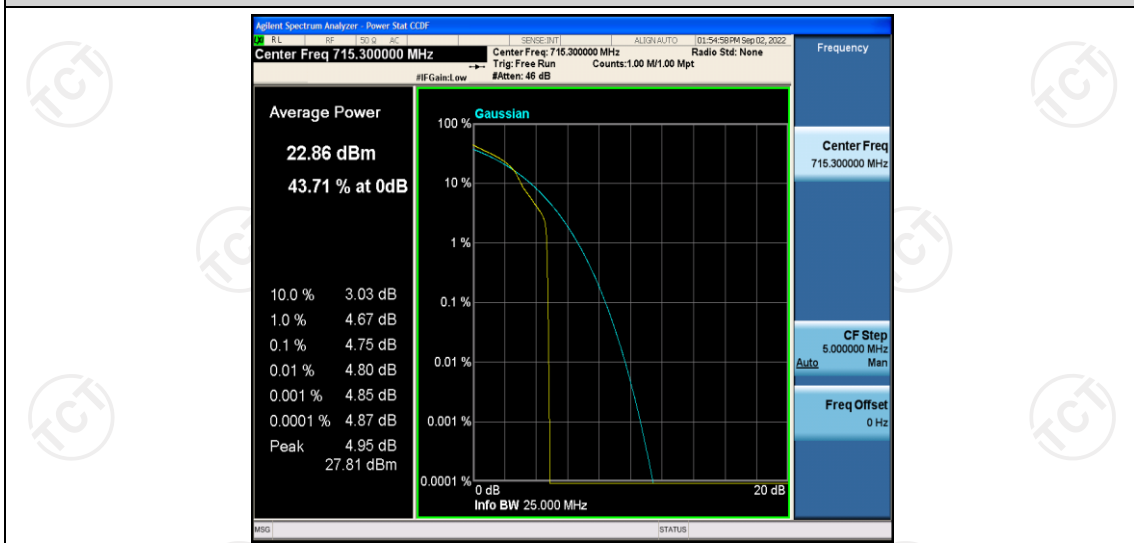 Agilent Spectrum Analyzer - Power Stat CCDF
RL RF 50 Ω AC SENSE:INT ALIGN AUTO 01:54:58 PM Sep 02, 2022
Center Freq 715.300000 MHz
Center Freq: 715.300000 MHz Radio Std: None
Trig: Free Run Counts:1.00 M/1.00 Mpt
#IFGain:Low #Atten: 46 dB
Frequency
Average Power
22.86 dBm
43.71 % at 0dB
10.0 % 3.03 dB
1.0 % 4.67 dB
0.1 % 4.75 dB
0.01 % 4.80 dB
0.001 % 4.85 dB
0.0001 % 4.87 dB
Peak 4.95 dB
27.81 dBm
Gaussian
100 %
10 %
1 %
0.1 %
0.01 %
0.001 %
0.0001 %
0 dB 20 dB
Info BW 25.000 MHz
Center Freq
715.300000 MHz
CF Step
5.000000 MHz
Auto Man
Freq Offset
0 Hz
MSG STATUS
TCT
TCT
TCT
TCT
TCT
TCT